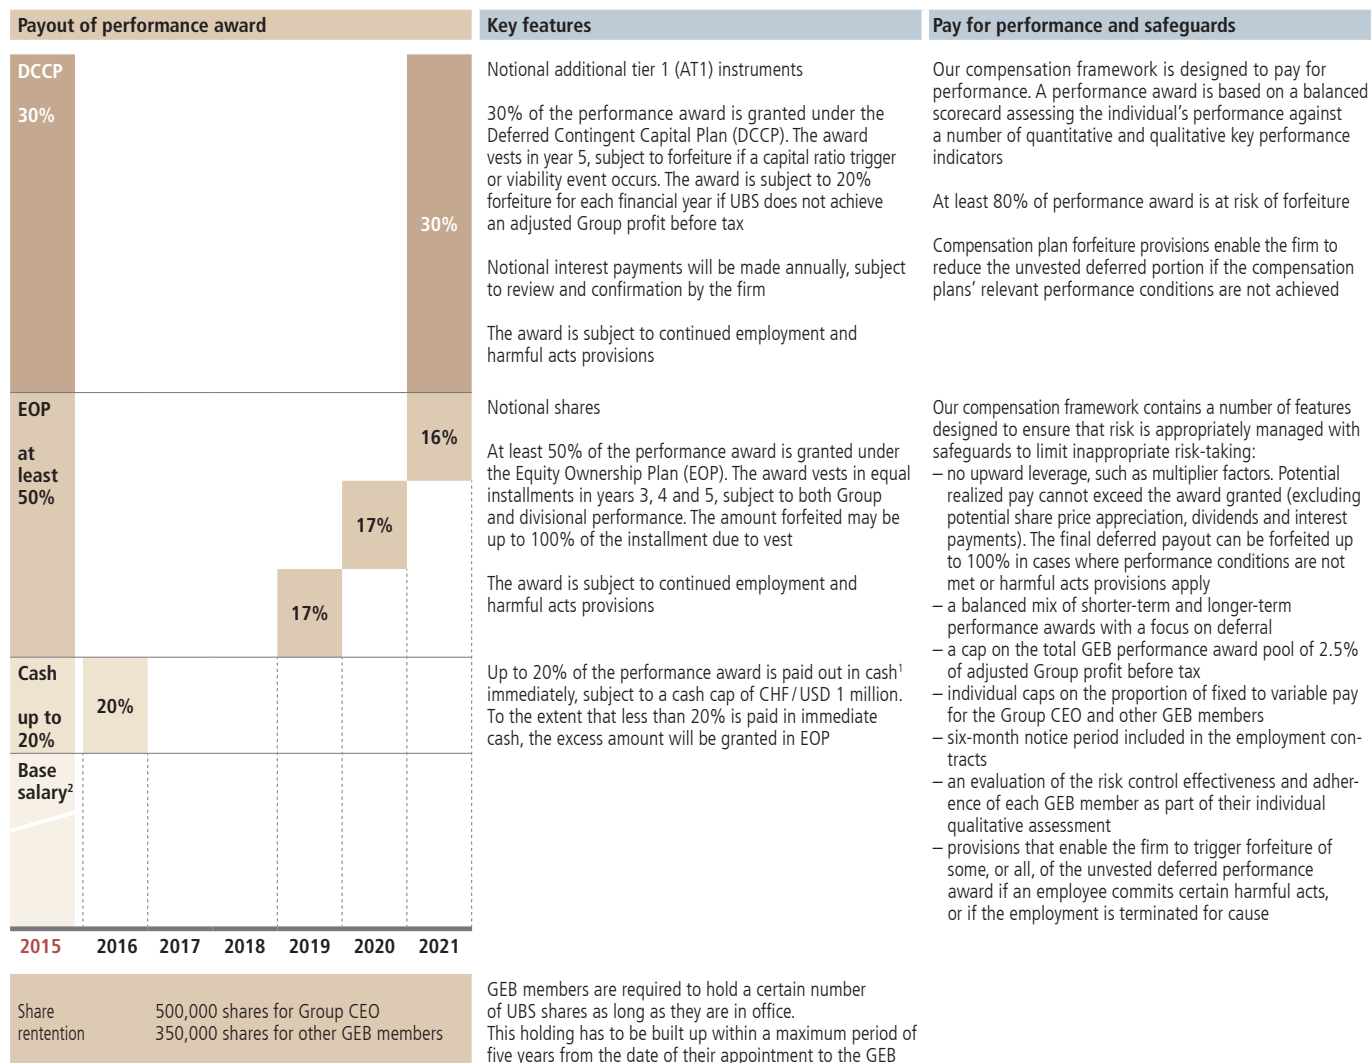 Payout of performance award
DCCP
30%
30%
EOP
at
least
50%
16%
17%
17%
Cash
up to
20%
20%
Base
salary²
2015 2016 2017 2018 2019 2020 2021
Share 500,000 shares for Group CEO
rentention 350,000 shares for other GEB members
Key features
Notional additional tier 1 (AT1) instruments
30% of the performance award is granted under the
Deferred Contingent Capital Plan (DCCP). The award
vests in year 5, subject to forfeiture if a capital ratio trigger
or viability event occurs. The award is subject to 20%
forfeiture for each financial year if UBS does not achieve
an adjusted Group profit before tax
Notional interest payments will be made annually, subject
to review and confirmation by the firm
The award is subject to continued employment and
harmful acts provisions
Notional shares
At least 50% of the performance award is granted under
the Equity Ownership Plan (EOP). The award vests in equal
installments in years 3, 4 and 5, subject to both Group
and divisional performance. The amount forfeited may be
up to 100% of the installment due to vest
The award is subject to continued employment and
harmful acts provisions
Up to 20% of the performance award is paid out in cash¹
immediately, subject to a cash cap of CHF / USD 1 million.
To the extent that less than 20% is paid in immediate
cash, the excess amount will be granted in EOP
GEB members are required to hold a certain number
of UBS shares as long as they are in office.
This holding has to be built up within a maximum period of
five years from the date of their appointment to the GEB
Pay for performance and safeguards
Our compensation framework is designed to pay for
performance. A performance award is based on a balanced
scorecard assessing the individual's performance against
a number of quantitative and qualitative key performance
indicators
At least 80% of performance award is at risk of forfeiture
Compensation plan forfeiture provisions enable the firm to
reduce the unvested deferred portion if the compensation
plans' relevant performance conditions are not achieved
Our compensation framework contains a number of features
designed to ensure that risk is appropriately managed with
safeguards to limit inappropriate risk-taking:
– no upward leverage, such as multiplier factors. Potential
realized pay cannot exceed the award granted (excluding
potential share price appreciation, dividends and interest
payments). The final deferred payout can be forfeited up
to 100% in cases where performance conditions are not
met or harmful acts provisions apply
– a balanced mix of shorter-term and longer-term
performance awards with a focus on deferral
– a cap on the total GEB performance award pool of 2.5%
of adjusted Group profit before tax
– individual caps on the proportion of fixed to variable pay
for the Group CEO and other GEB members
– six-month notice period included in the employment con-
tracts
– an evaluation of the risk control effectiveness and adher-
ence of each GEB member as part of their individual
qualitative assessment
– provisions that enable the firm to trigger forfeiture of
some, or all, of the unvested deferred performance
award if an employee commits certain harmful acts,
or if the employment is terminated for cause